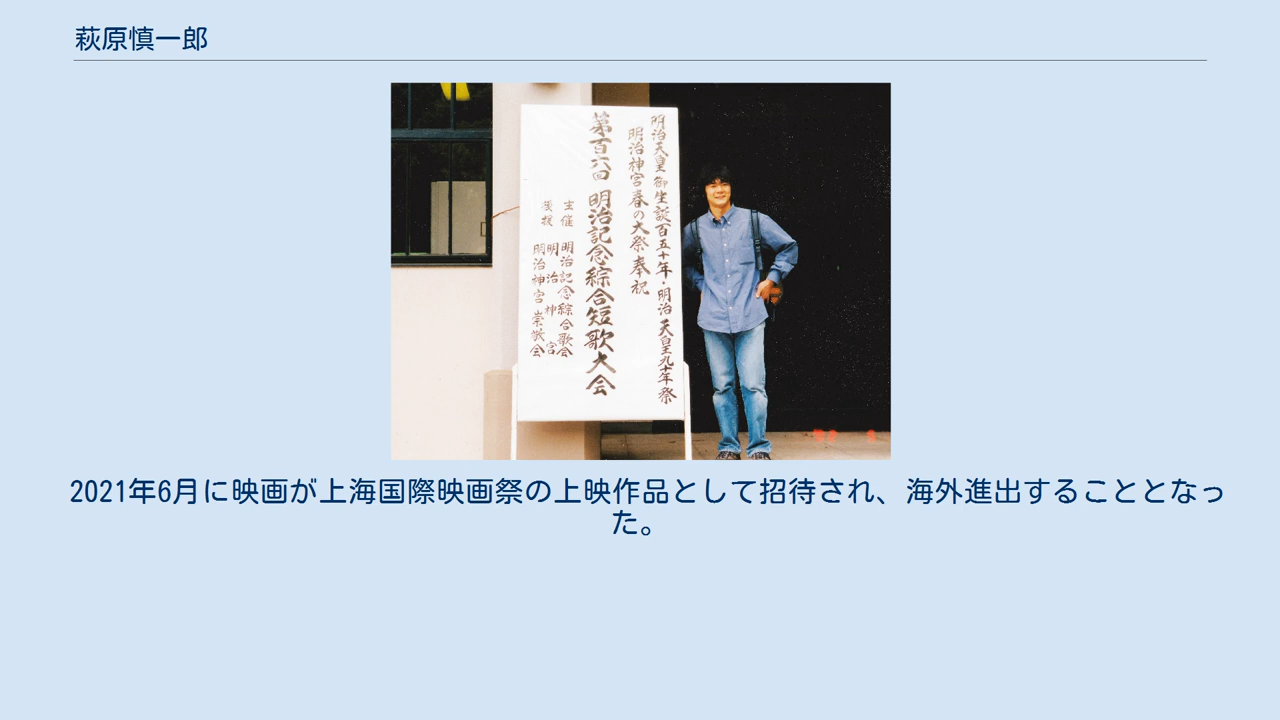 萩原慎一郎
明治天皇御生誕百五十年・明治天皇九十年祭
明治神宮春の大祭奉祝
第百六回 明治記念綜合短歌大会
主催 明治記念綜合歌会
明治神宮
後援 明治神宮崇敬会
2021年6月に映画が上海国際映画祭の上映作品として招待され、海外進出することとなっ
た。